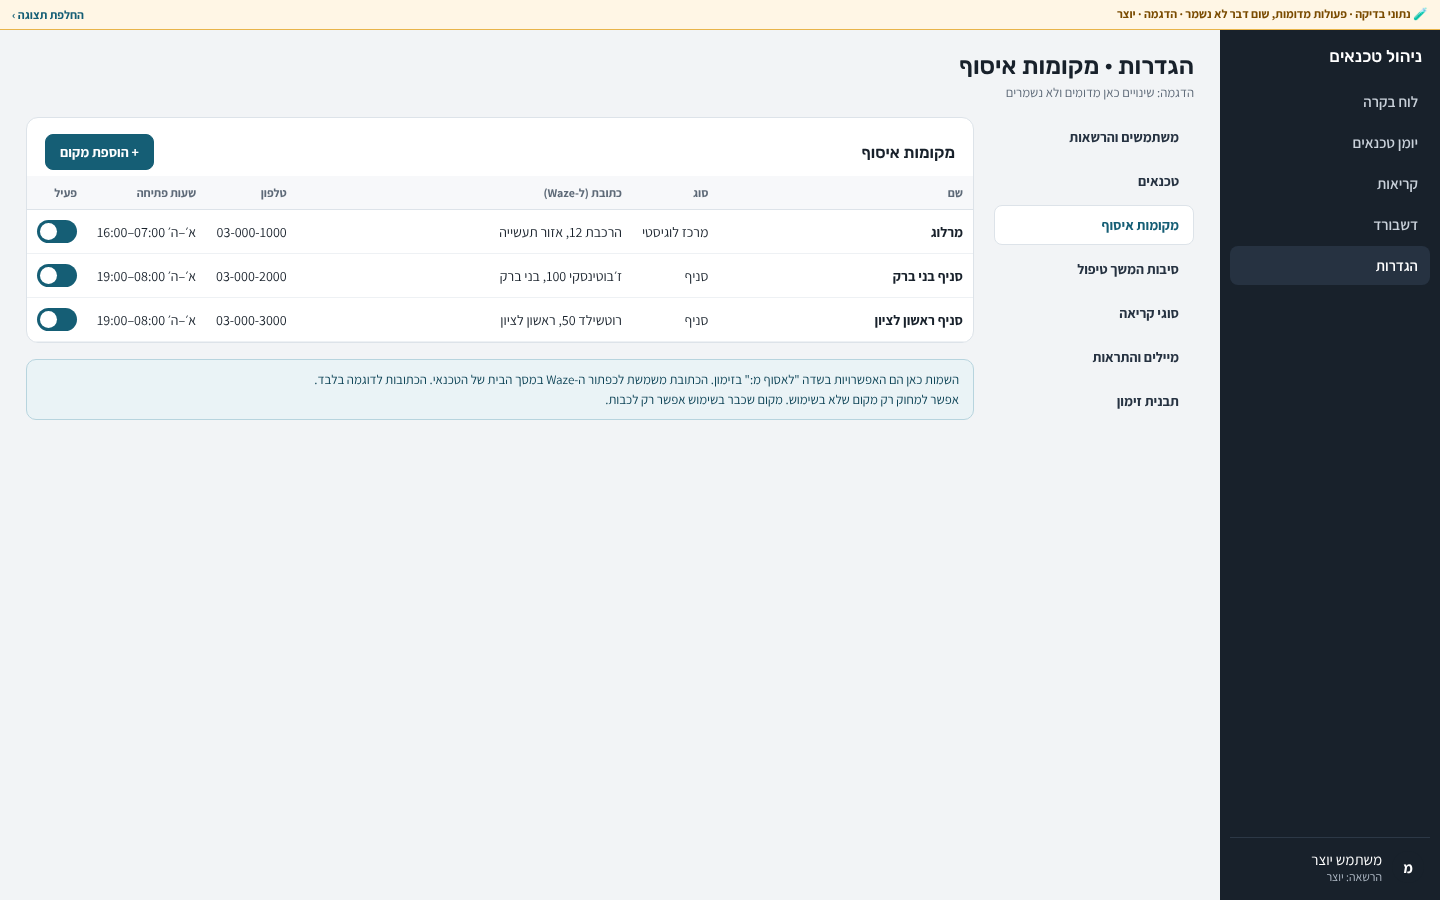 🧪 נתוני בדיקה · פעולות מדומות, שום דבר לא נשמר · הדגמה · יוצר
החלפת תצוגה ›
ניהול טכנאים
לוח בקרה
יומן טכנאים
קריאות
דשבורד
הגדרות
משתמש יוצר
הרשאה: יוצר
מ
הגדרות • מקומות איסוף
הדגמה: שינויים כאן מדומים ולא נשמרים
משתמשים והרשאות
טכנאים
מקומות איסוף
סיבות המשך טיפול
סוגי קריאה
מיילים והתראות
תבנית זימון
מקומות איסוף
+ הוספת מקום
שם סוג כתובת (ל-Waze) טלפון שעות פתיחה פעיל
מרלוג מרכז לוגיסטי הרכבת 12, אזור תעשייה 03-000-1000 א׳–ה׳ 07:00–16:00
סניף בני ברק סניף ז׳בוטינסקי 100, בני ברק 03-000-2000 א׳–ה׳ 08:00–19:00
סניף ראשון לציון סניף רוטשילד 50, ראשון לציון 03-000-3000 א׳–ה׳ 08:00–19:00
השמות כאן הם האפשרויות בשדה "לאסוף מ:" בזימון. הכתובת משמשת לכפתור ה-Waze במסך הבית של הטכנאי. הכתובות לדוגמה בלבד.
אפשר למחוק רק מקום שלא בשימוש. מקום שכבר בשימוש אפשר רק לכבות.